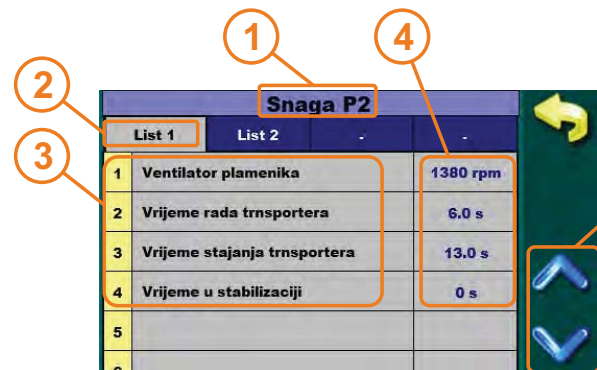 1
4
2
3
Snaga P2
List 1 List 2 - -
1 Ventilator plamenika 1380 rpm
2 Vrijeme rada trnsportera 6.0 s
3 Vrijeme stajanja trnsportera 13.0 s
4 Vrijeme u stabilizaciji 0 s
5